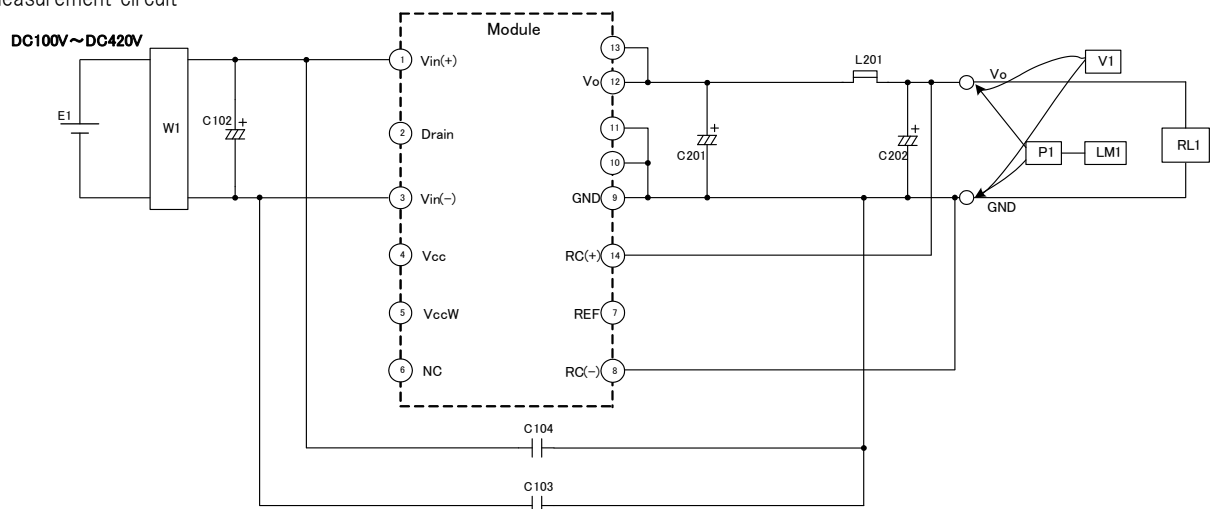 easurement circuit
DC100V～DC420V
Module
E1
W1
C102
+
1
Vin(+)
2
Drain
3
Vin(-)
4
Vcc
5
VccW
6
NC
13
Vo
12
11
10
GND
9
RC(+)
14
REF
7
RC(-)
8
C201
+
L201
C202
+
Vo
GND
V1
P1
LM1
RL1
C104
C103